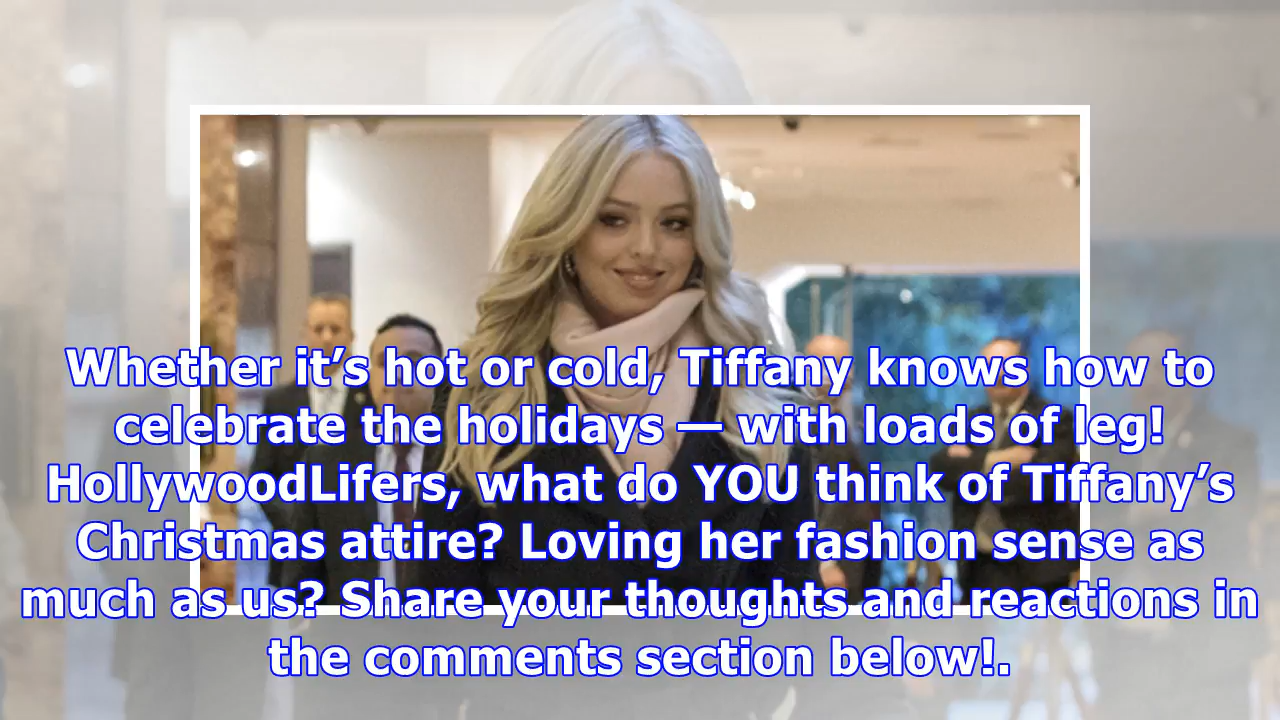 Whether it’s hot or cold, Tiffany knows how to
celebrate the holidays — with loads of leg!
HollywoodLifers, what do YOU think of Tiffany’s
Christmas attire? Loving her fashion sense as
much as us? Share your thoughts and reactions in
the comments section below!.